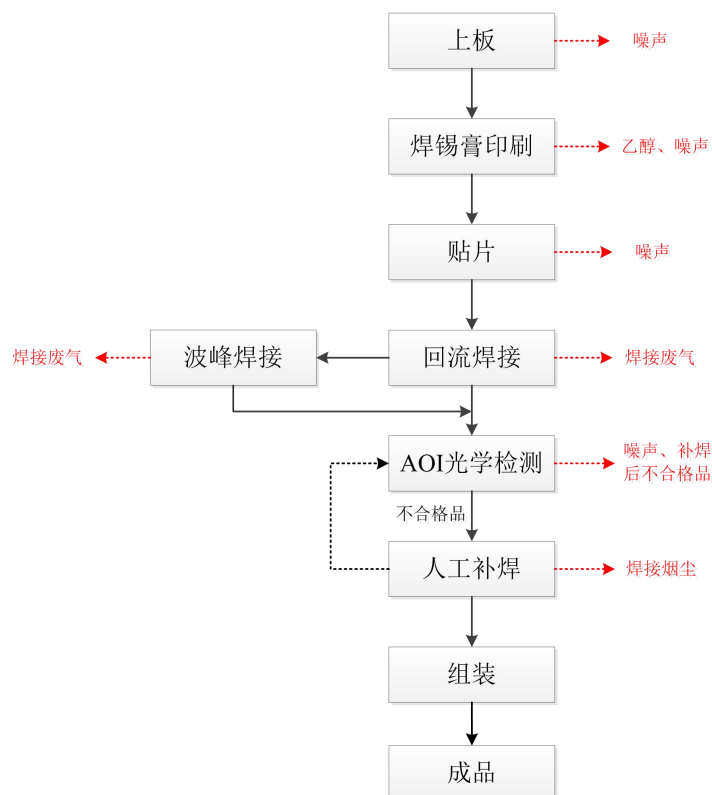 上板
噪声
焊锡膏印刷
乙醇、噪声
贴片
噪声
焊接废气
波峰焊接
回流焊接
焊接废气
AOI光学检测
噪声、补焊
后不合格品
不合格品
人工补焊
焊接烟尘
组装
成品